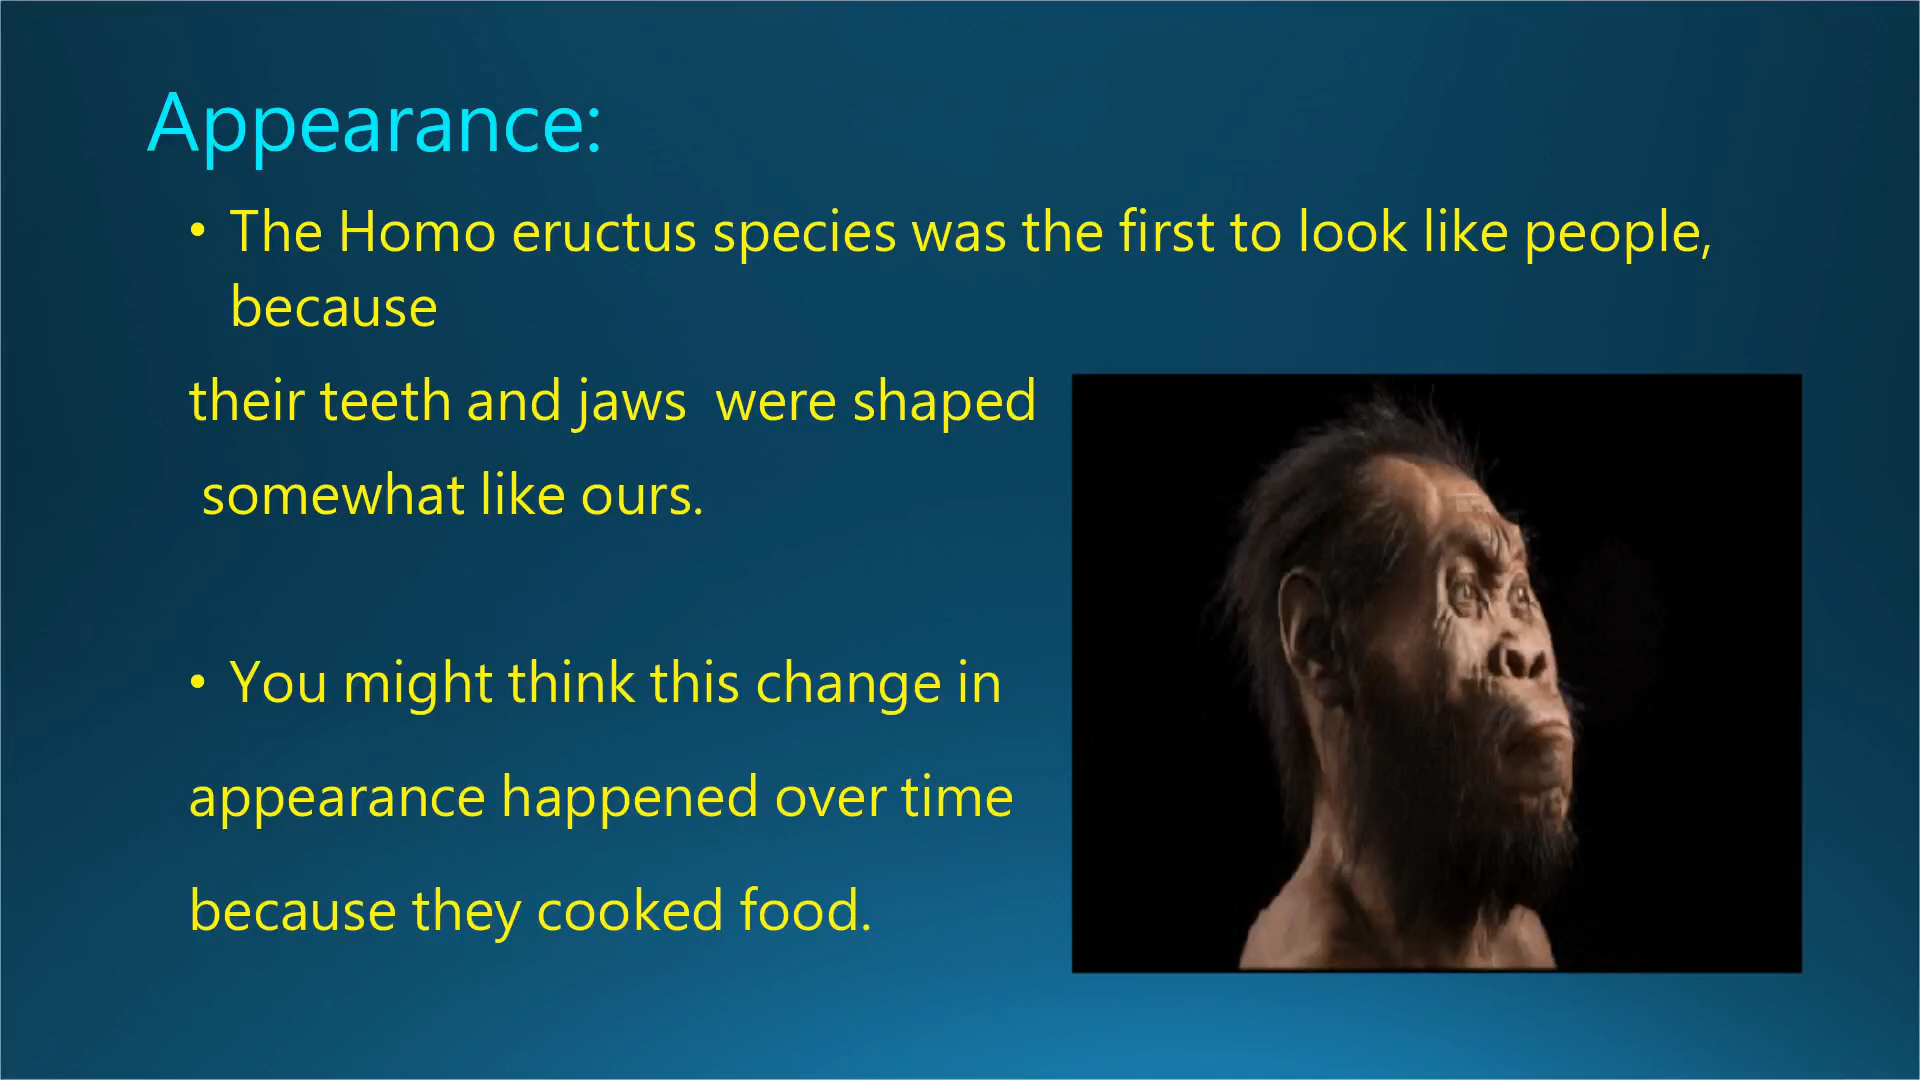 Appearance:
• The Homo eructus species was the first to look like people,
because
their teeth and jaws  were shaped
somewhat like ours.
• You might think this change in
appearance happened over time
because they cooked food.